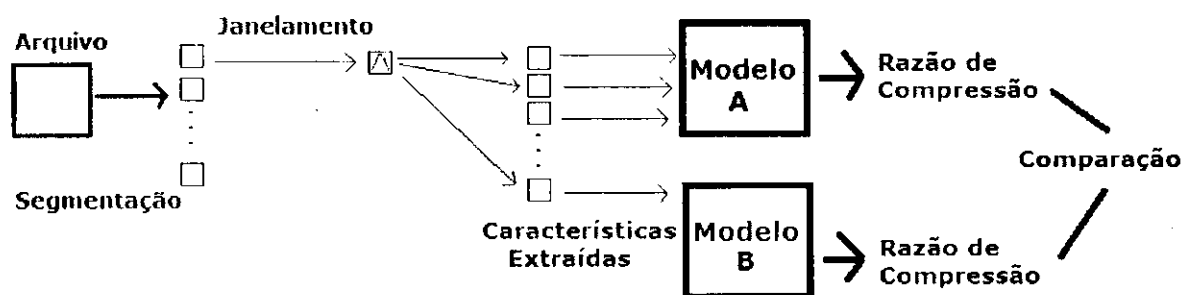 Arquivo
Janelamento
Segmentação
Características
Extraídas
Modelo
A
Modelo
B
Razão de
Compressão
Razão de
Compressão
Comparação